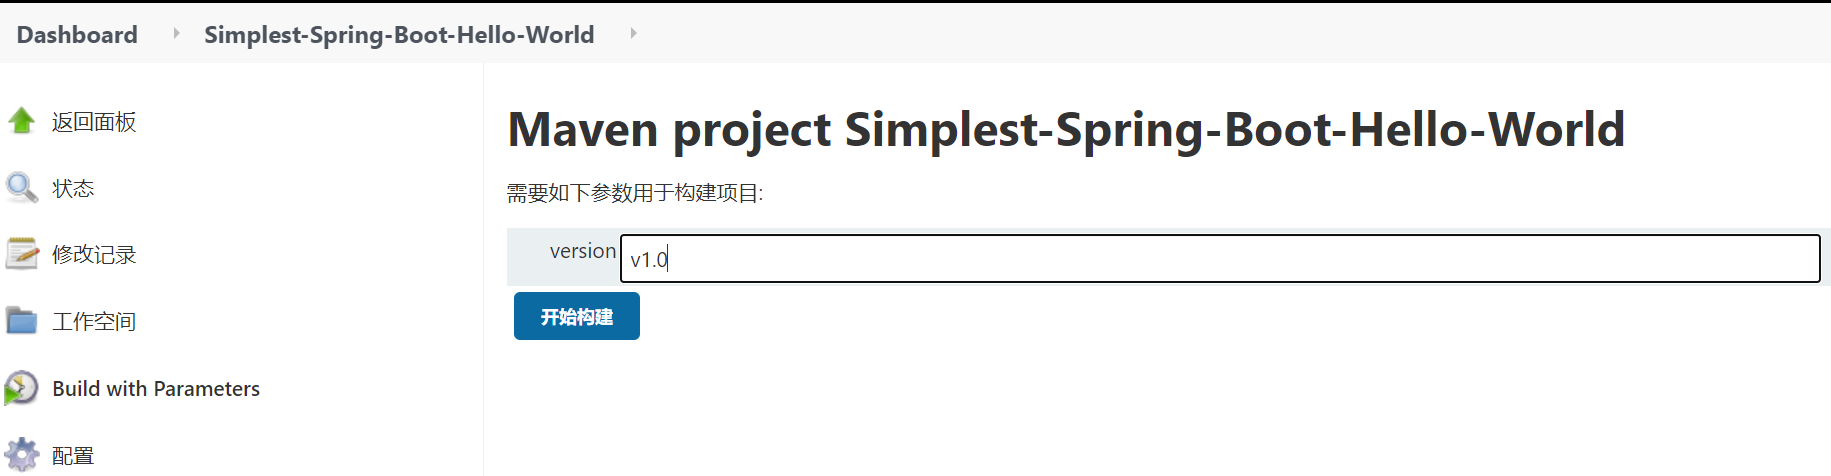 Dashboard Simplest-Spring-Boot-Hello-World
返回面板
状态
修改记录
工作空间
Build with Parameters
配置
Maven project Simplest-Spring-Boot-Hello-World
需要如下参数用于构建项目:
version v1.0
开始构建